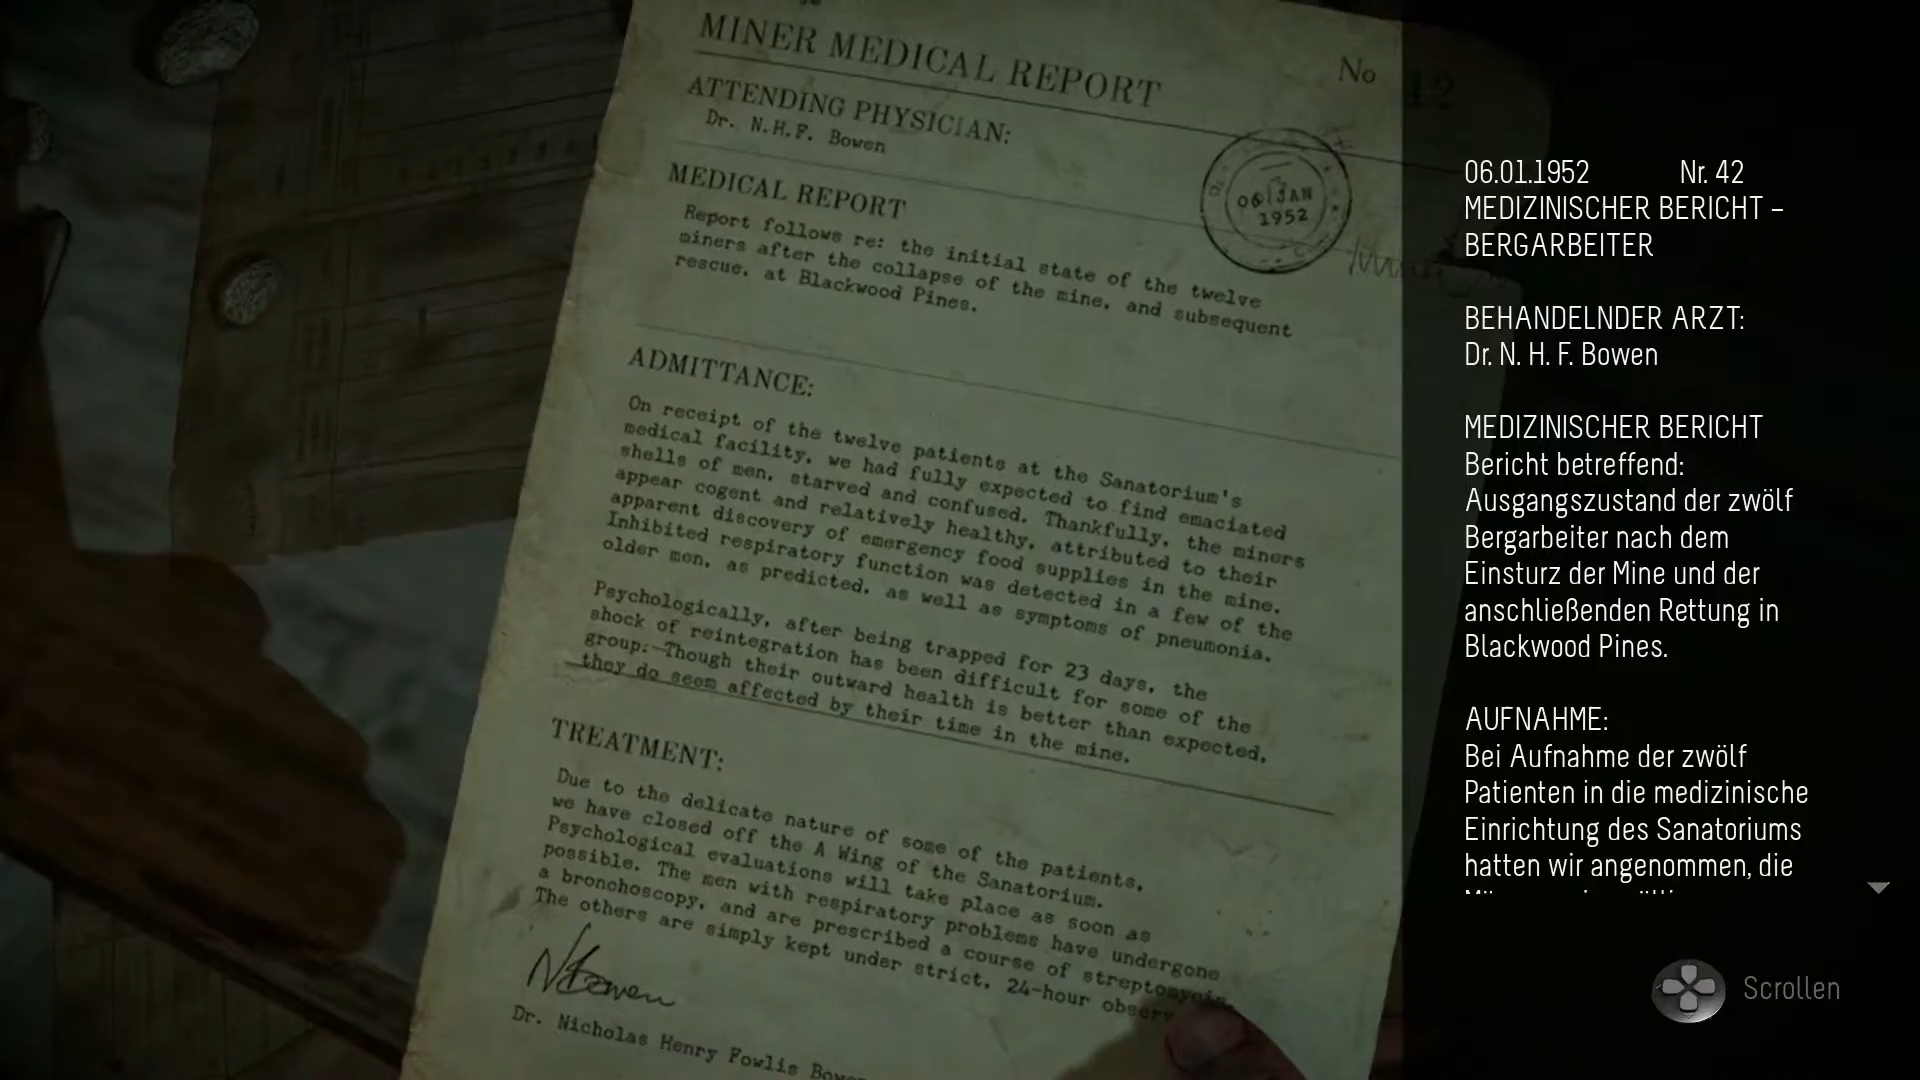 MINER MEDICAL REPORT
No 42
ATTENDING PHYSICIAN:
Dr. N.H.F. Bowen
06 JAN
1952
MEDICAL REPORT
Report follows re: the initial state of the twelve
miners after the collapse of the mine, and subsequent
rescue, at Blackwood Pines.
ADMITTANCE:
On receipt of the twelve patients at the Sanatorium's
medical facility, we had fully expected to find emaciated
shells of men, starved and confused. Thankfully, the miners
appear cogent and relatively healthy, attributed to their
apparent discovery of emergency food supplies in the mine.
Inhibited respiratory function was detected in a few of the
older men, as predicted, as well as symptoms of pneumonia.
Psychologically, after being trapped for 23 days, the
shock of reintegration has been difficult for some of the
group: Though their outward health is better than expected,
they do seem affected by their time in the mine.
TREATMENT:
Due to the delicate nature of some of the patients,
we have closed off the A Wing of the Sanatorium.
Psychological evaluations will take place as soon as
possible. The men with respiratory problems have undergone
a bronchoscopy, and are prescribed a course of streptomycin.
The others are simply kept under strict, 24-hour observ
NBowen
Dr. Nicholas Henry Fowlis Bowen
06.01.1952 Nr. 42
MEDIZINISCHER BERICHT –
BERGARBEITER
BEHANDELNDER ARZT:
Dr. N. H. F. Bowen
MEDIZINISCHER BERICHT
Bericht betreffend:
Ausgangszustand der zwölf
Bergarbeiter nach dem
Einsturz der Mine und der
anschließenden Rettung in
Blackwood Pines.
AUFNAHME:
Bei Aufnahme der zwölf
Patienten in die medizinische
Einrichtung des Sanatoriums
hatten wir angenommen, die
Scrollen